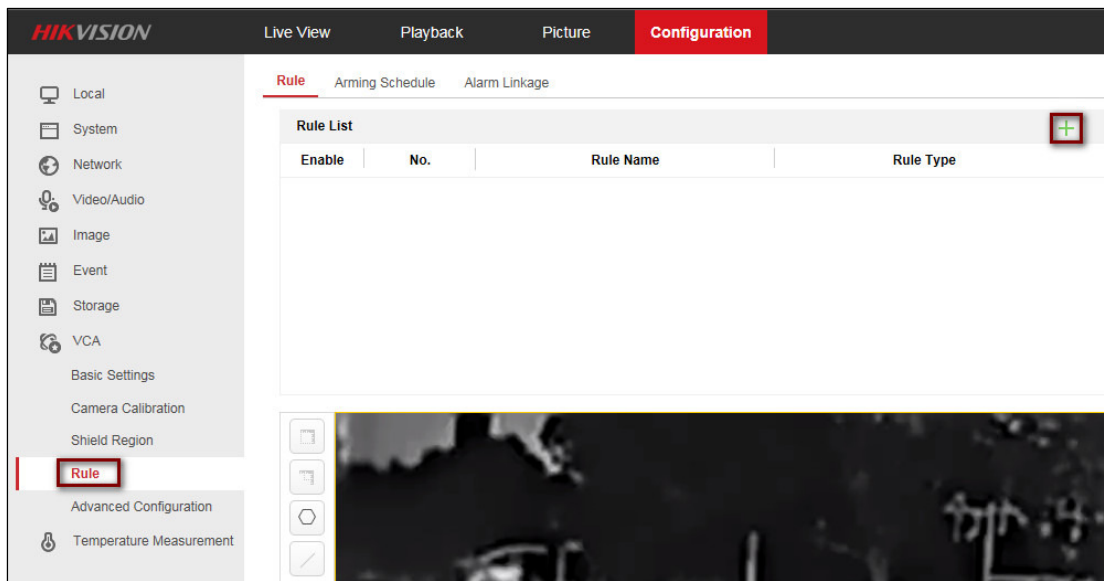 HIKVISION
Live View Playback Picture Configuration
Local
System
Network
Video/Audio
Image
Event
Storage
VCA
Basic Settings
Camera Calibration
Shield Region
Rule
Advanced Configuration
Temperature Measurement
Rule Arming Schedule Alarm Linkage
Rule List
Enable No. Rule Name Rule Type